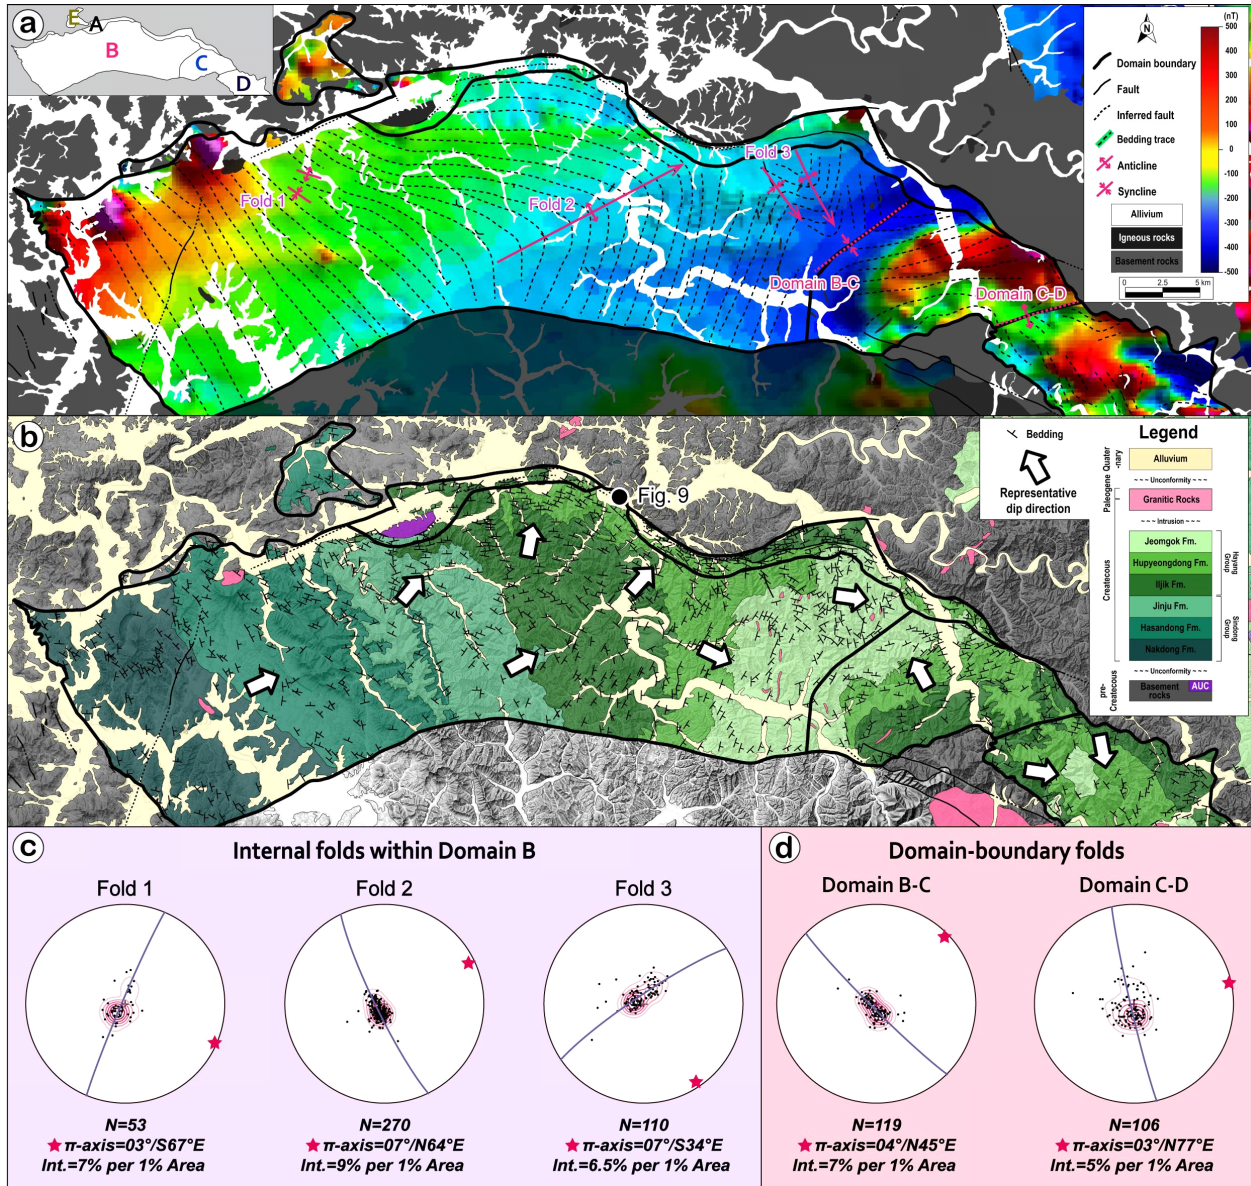 a
E
A
B
C
D
Fold 1
Fold 2
Fold 3
Domain B-C
Domain C-D
N
Domain boundary
Fault
Inferred fault
Bedding trace
Anticline
Syncline
Allivium
Igneous rocks
Basement rocks
0 2.5 5 km
(nT)
500
400
300
200
100
0
-100
-200
-300
-400
-500
b
Fig. 9
Bedding
Representative
dip direction
Legend
Quater
-nary
Alluvium
Unconformity
Paleogene
Granitic Rocks
Intrusion
Createcous
Jeomgok Fm.
Hupyeongdong Fm.
Iljik Fm.
Hayang
Group
Jinju Fm.
Hasandong Fm.
Nakdong Fm.
Sindong
Group
Unconformity
pre-
Createcous
Basement
rocks
AUC
c
Internal folds within Domain B
Fold 1
Fold 2
Fold 3
N=53
π-axis=03°/S67°E
Int.=7% per 1% Area
N=270
π-axis=07°/N64°E
Int.=9% per 1% Area
N=110
π-axis=07°/S34°E
Int.=6.5% per 1% Area
d
Domain-boundary folds
Domain B-C
Domain C-D
N=119
π-axis=04°/N45°E
Int.=7% per 1% Area
N=106
π-axis=03°/N77°E
Int.=5% per 1% Area